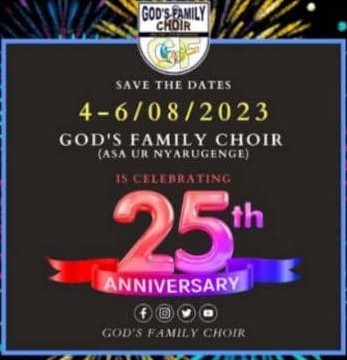 GOD'S FAMILY
CHOIR
GF
SAVE THE DATES
4-6/08/2023
GOD'S FAMILY CHOIR
(ASA UR NYARUGENGE)
IS CELEBRATING
25th
ANNIVERSARY
GOD'S FAMILY CHOIR